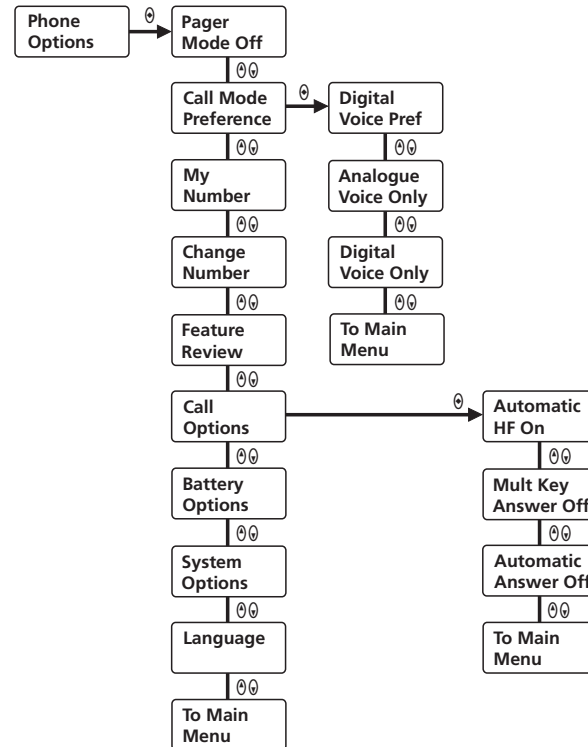 Phone
Options
Pager
Mode Off
Call Mode
Preference
Digital
Voice Pref
My
Number
Analogue
Voice Only
Change
Number
Digital
Voice Only
Feature
Review
To Main
Menu
Call
Options
Automatic
HF On
Battery
Options
Mult Key
Answer Off
System
Options
Automatic
Answer Off
Language
To Main
Menu
To Main
Menu